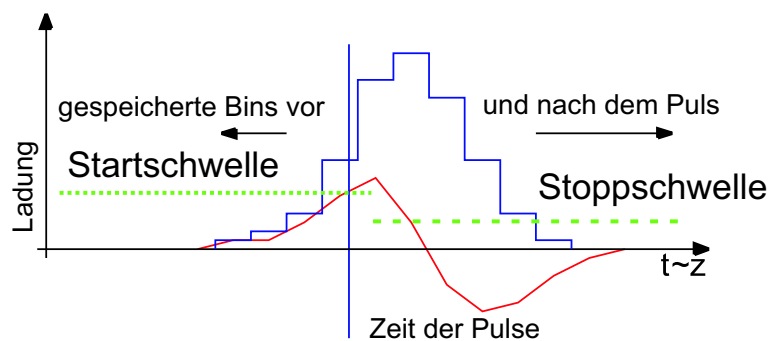 gespeicherte Bins vor
und nach dem Puls
Startschwelle
Stoppschwelle
Ladung
t~z
Zeit der Pulse